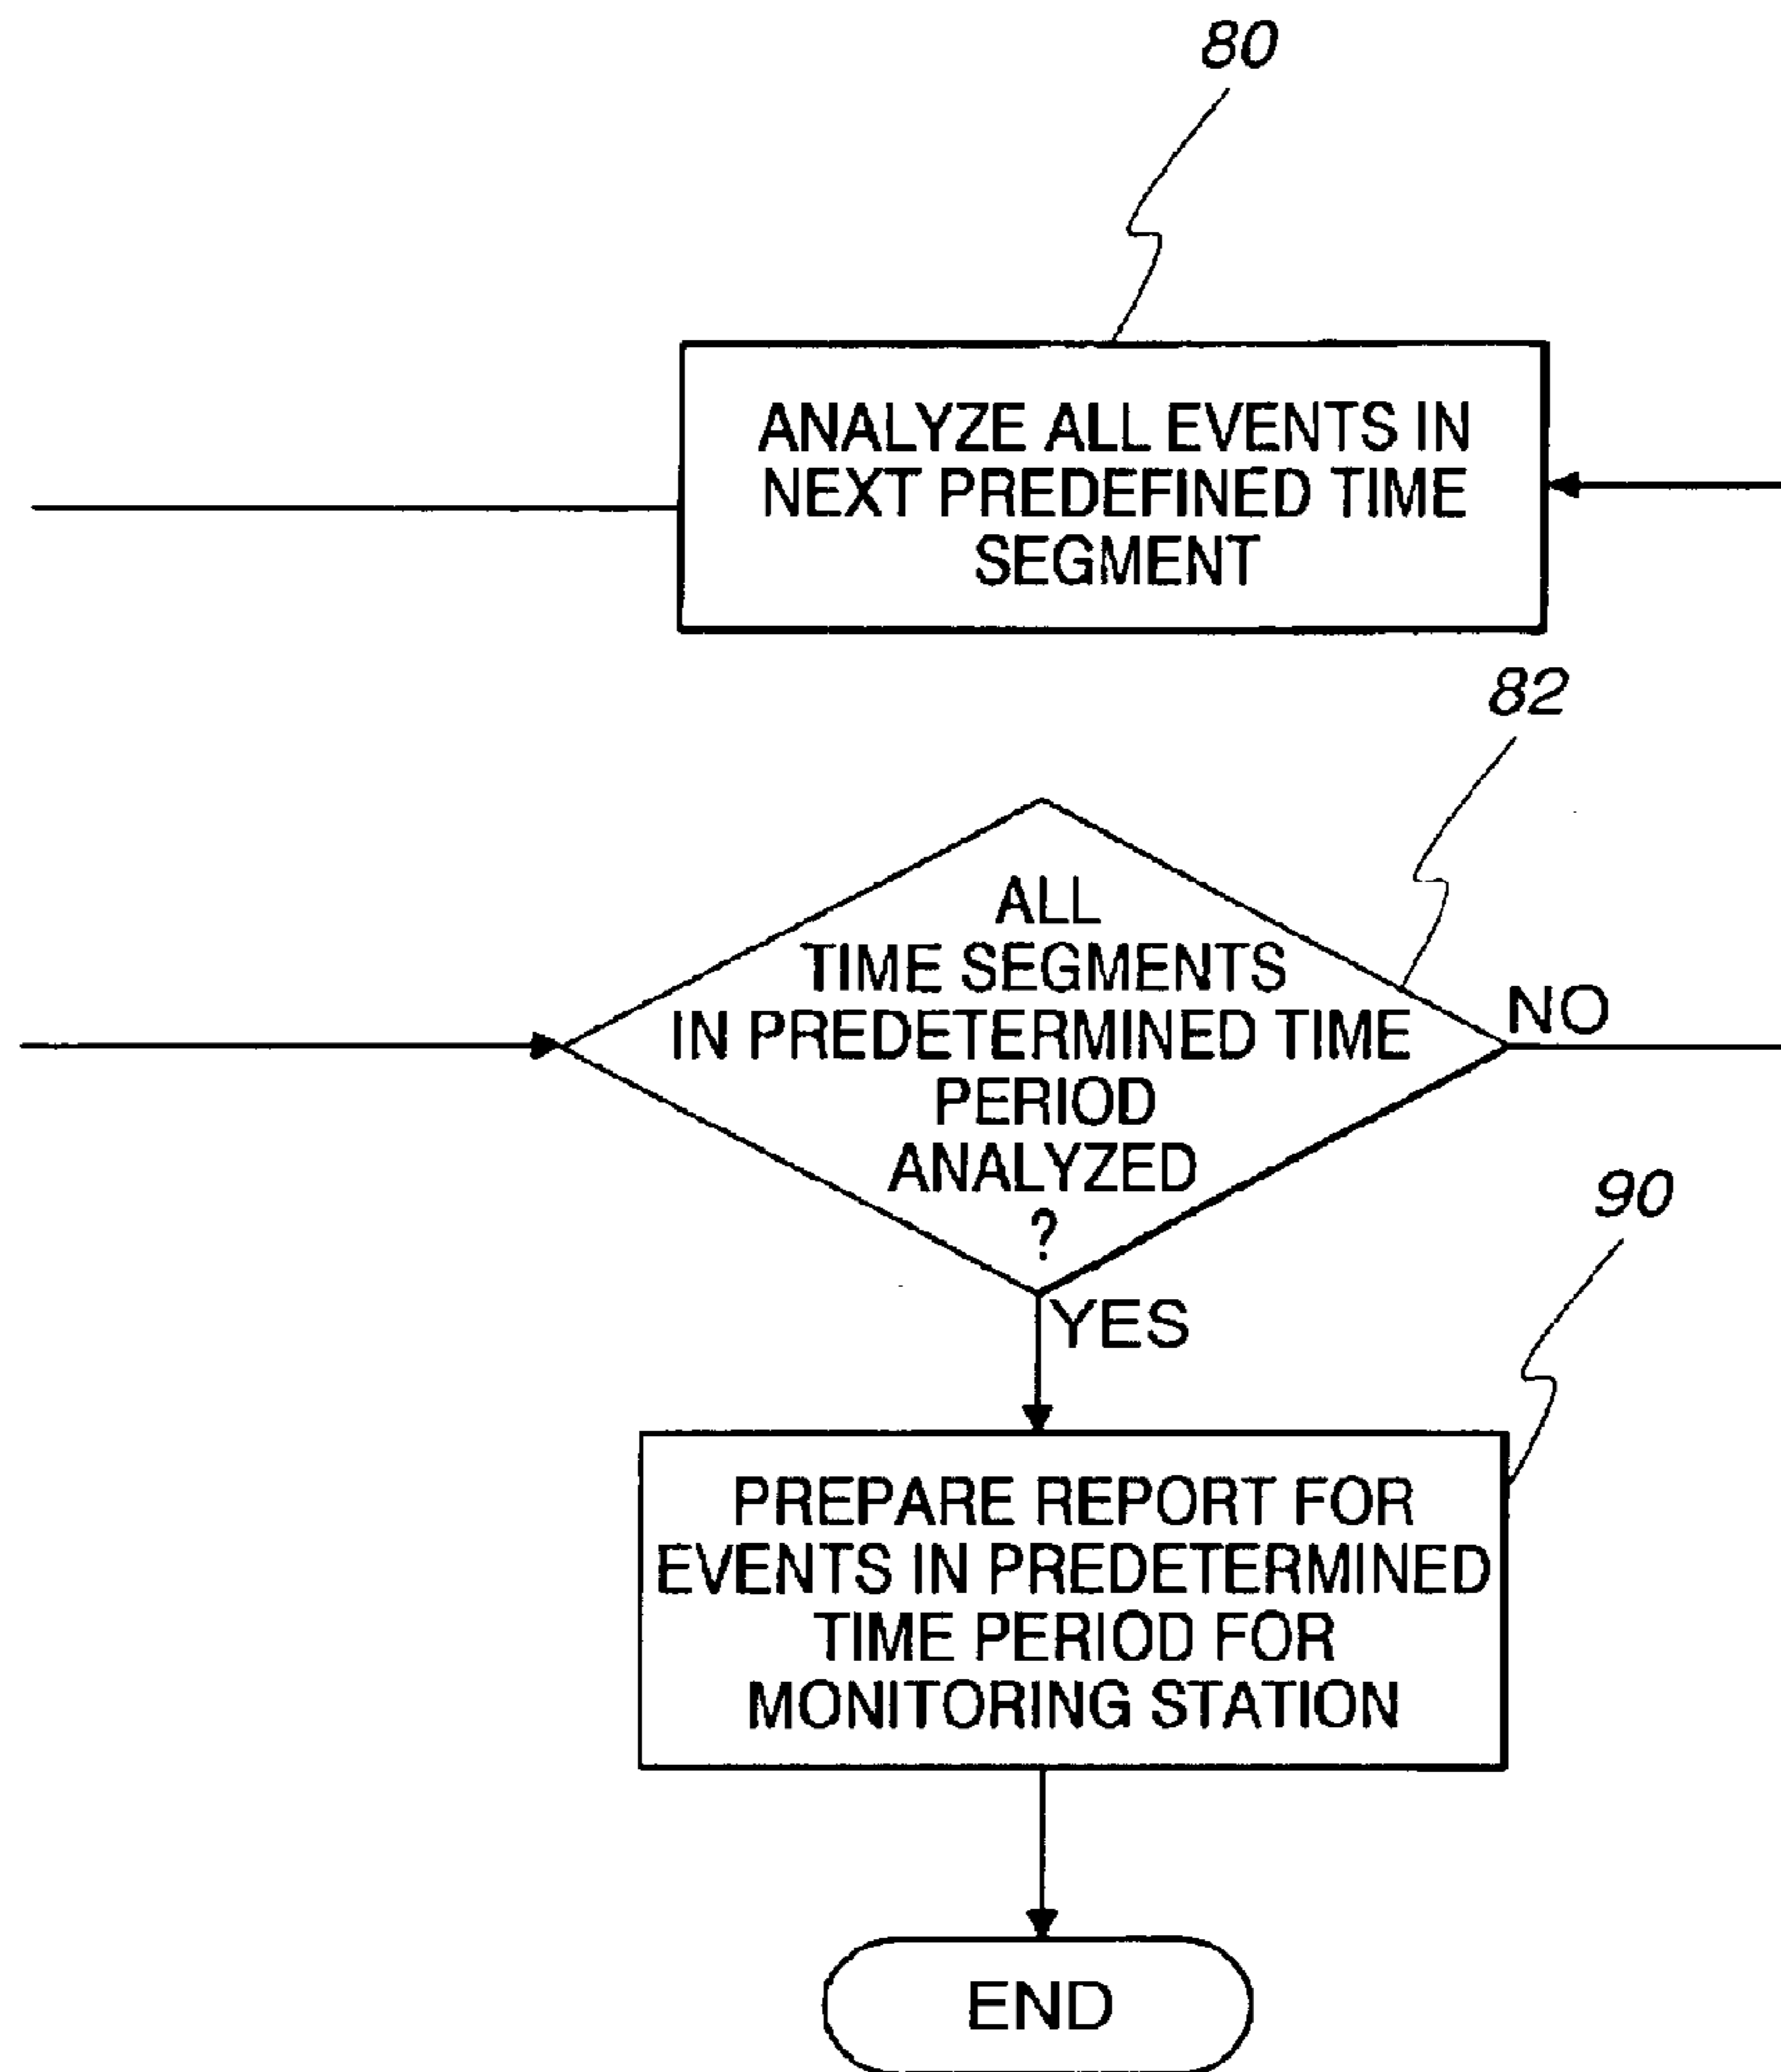 80
ANALYZE ALL EVENTS IN
NEXT PREDEFINED TIME
SEGMENT
82
ALL
TIME SEGMENTS
IN PREDETERMINED TIME
PERIOD
ANALYZED
?
NO
YES
90
PREPARE REPORT FOR
EVENTS IN PREDETERMINED
TIME PERIOD FOR
MONITORING STATION
END